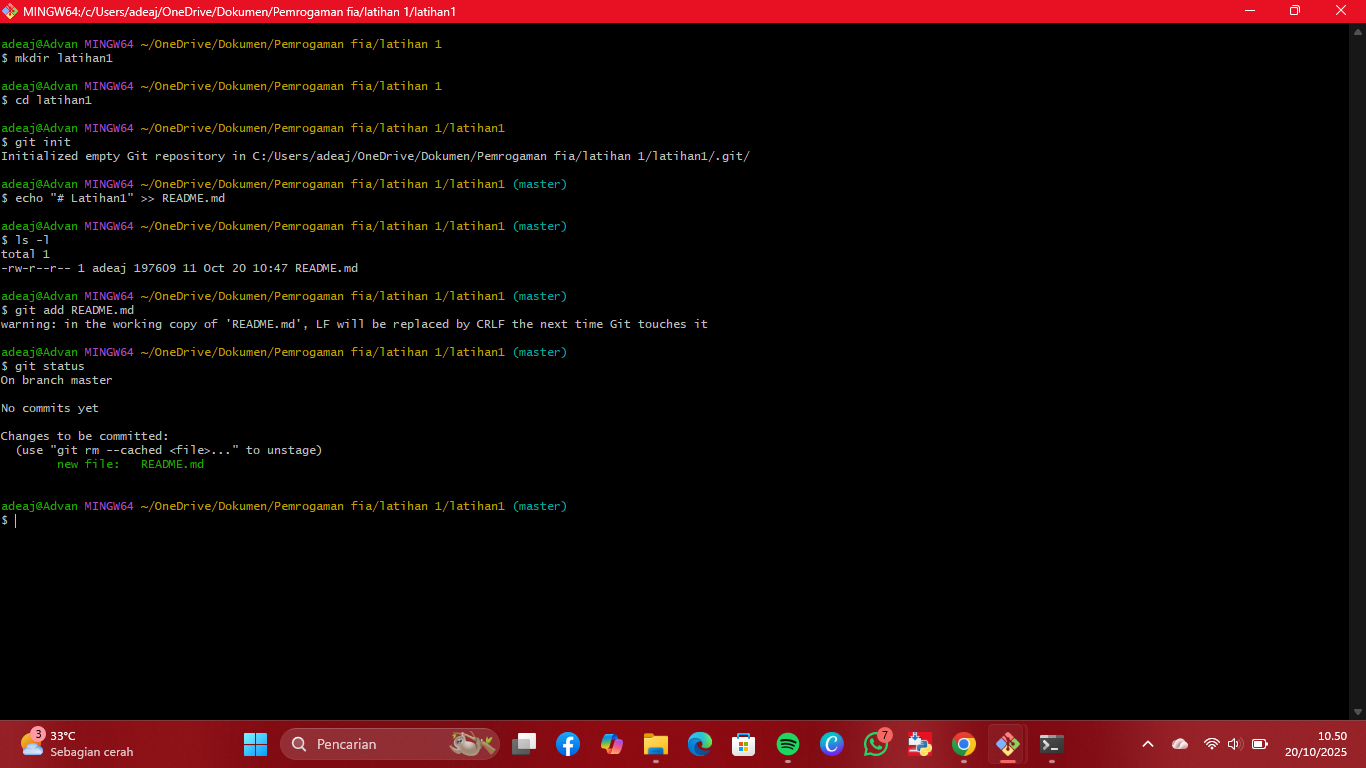 MINGW64:/c/Users/adeaj/OneDrive/Dokumen/Pemrogaman fia/latihan 1/latihan1
adeaj@Advan MINGW64 ~/OneDrive/Dokumen/Pemrogaman fia/latihan 1
$ mkdir latihan1
adeaj@Advan MINGW64 ~/OneDrive/Dokumen/Pemrogaman fia/latihan 1
$ cd latihan1
adeaj@Advan MINGW64 ~/OneDrive/Dokumen/Pemrogaman fia/latihan 1/latihan1
$ git init
Initialized empty Git repository in C:/Users/adeaj/OneDrive/Dokumen/Pemrogaman fia/latihan 1/latihan1/.git/
adeaj@Advan MINGW64 ~/OneDrive/Dokumen/Pemrogaman fia/latihan 1/latihan1 (master)
$ echo "# Latihan1" >> README.md
adeaj@Advan MINGW64 ~/OneDrive/Dokumen/Pemrogaman fia/latihan 1/latihan1 (master)
$ ls -l
total 1
-rw-r--r-- 1 adeaj 197609 11 Oct 20 10:47 README.md
adeaj@Advan MINGW64 ~/OneDrive/Dokumen/Pemrogaman fia/latihan 1/latihan1 (master)
$ git add README.md
warning: in the working copy of 'README.md', LF will be replaced by CRLF the next time Git touches it
adeaj@Advan MINGW64 ~/OneDrive/Dokumen/Pemrogaman fia/latihan 1/latihan1 (master)
$ git status
On branch master
No commits yet
Changes to be committed:
(use "git rm --cached <file>..." to unstage)
new file: README.md
adeaj@Advan MINGW64 ~/OneDrive/Dokumen/Pemrogaman fia/latihan 1/latihan1 (master)
$
3
33°C
Sebagian cerah
Pencarian
7
10.50
20/10/2025